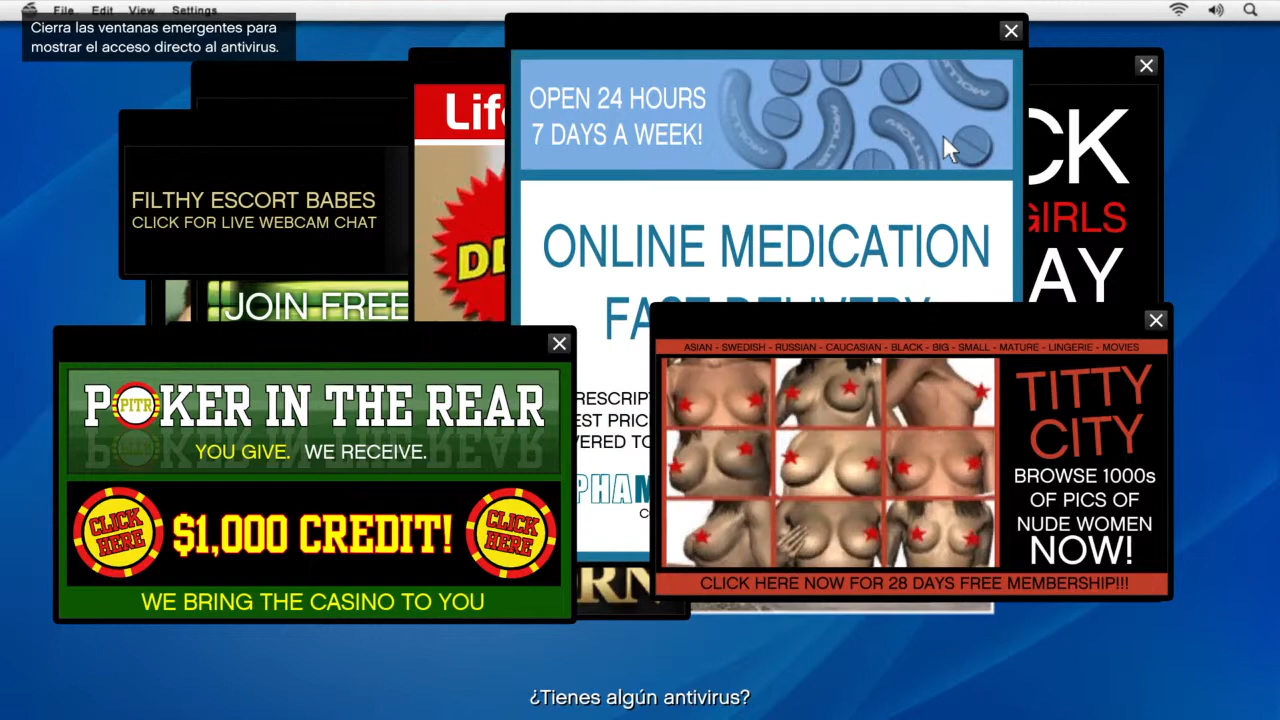 File Edit View Settings
Cierra las ventanas emergentes para
mostrar el acceso directo al antivirus.
OPEN 24 HOURS
7 DAYS A WEEK!
ONLINE MEDICATION
FAST DELIVERY
FILTHY ESCORT BABES
CLICK FOR LIVE WEBCAM CHAT
JOIN FREE
GIRLS
POKER IN THE REAR
PITR
YOU GIVE. WE RECEIVE.
CLICK HERE
$1,000 CREDIT!
CLICK HERE
WE BRING THE CASINO TO YOU
ASIAN - SWEDISH - RUSSIAN - CAUCASIAN - BLACK - BIG - SMALL - MATURE - LINGERIE - MOVIES
TITTY
CITY
BROWSE 1000s
OF PICS OF
NUDE WOMEN
NOW!
CLICK HERE NOW FOR 28 DAYS FREE MEMBERSHIP!!!
¿Tienes algún antivirus?